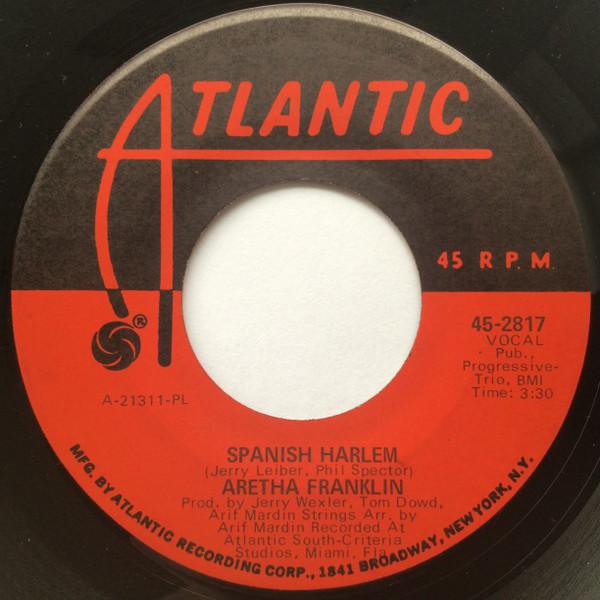 ATLANTIC
45 R.P.M.
®
45-2817
VOCAL
Pub.,
Progressive-
Trio, BMI
Time: 3:30
A-21311-PL
SPANISH HARLEM
(Jerry Leiber, Phil Spector)
ARETHA FRANKLIN
Prod. by Jerry Wexler, Tom Dowd,
Arif Mardin Strings Arr. by
Arif Mardin Recorded At
Atlantic South-Criteria
Studios, Miami, Fla.
MFG. BY ATLANTIC RECORDING CORP., 1841 BROADWAY, NEW YORK, N.Y.